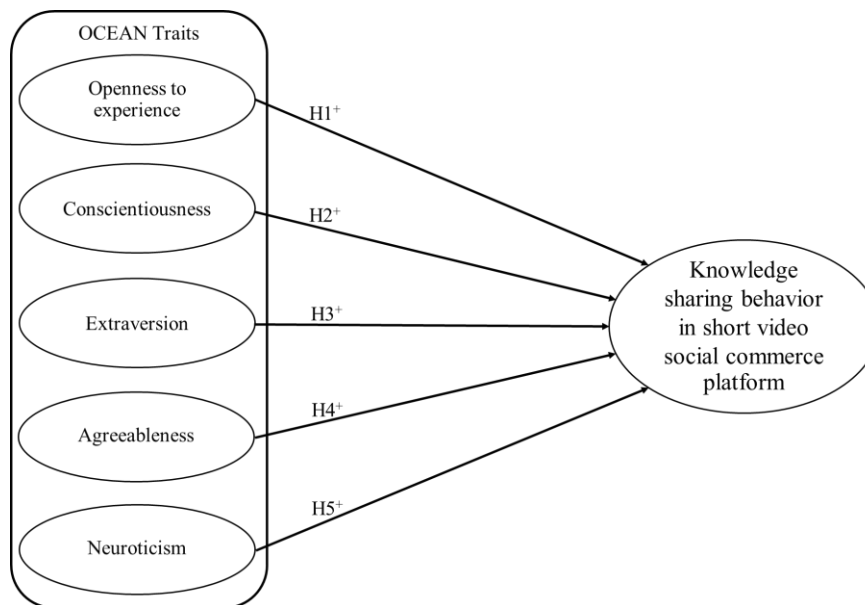 OCEAN Traits
Openness to
experience
H1⁺
Conscientiousness
H2⁺
Extraversion
H3⁺
Agreeableness
H4⁺
Neuroticism
H5⁺
Knowledge
sharing behavior
in short video
social commerce
platform